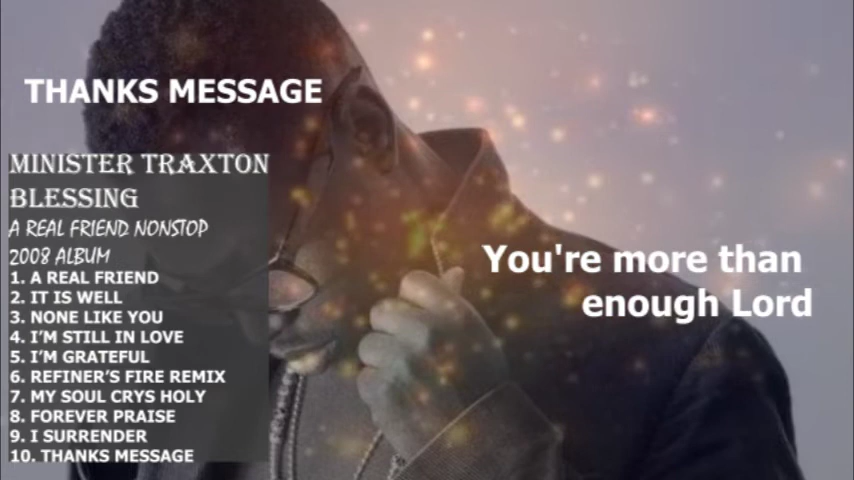 THANKS MESSAGE
MINISTER TRAXTON
BLESSING
A REAL FRIEND NONSTOP
2008 ALBUM
1. A REAL FRIEND
2. IT IS WELL
3. NONE LIKE YOU
4. I'M STILL IN LOVE
5. I'M GRATEFUL
6. REFINER'S FIRE REMIX
7. MY SOUL CRYS HOLY
8. FOREVER PRAISE
9. I SURRENDER
10. THANKS MESSAGE
You're more than
enough Lord